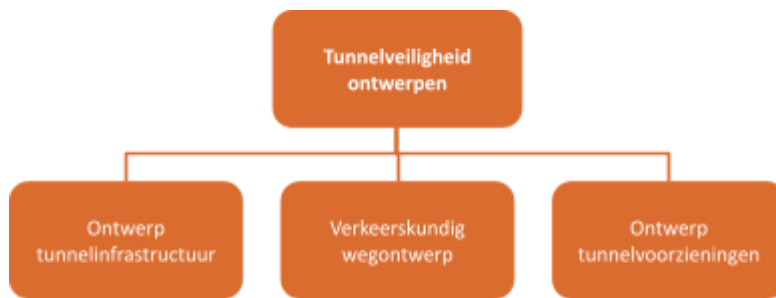 Tunnelveiligheid
ontwerpen
Ontwerp
tunnelinfrastructuur
Verkeerskundig
wegontwerp
Ontwerp
tunnelvoorzieningen